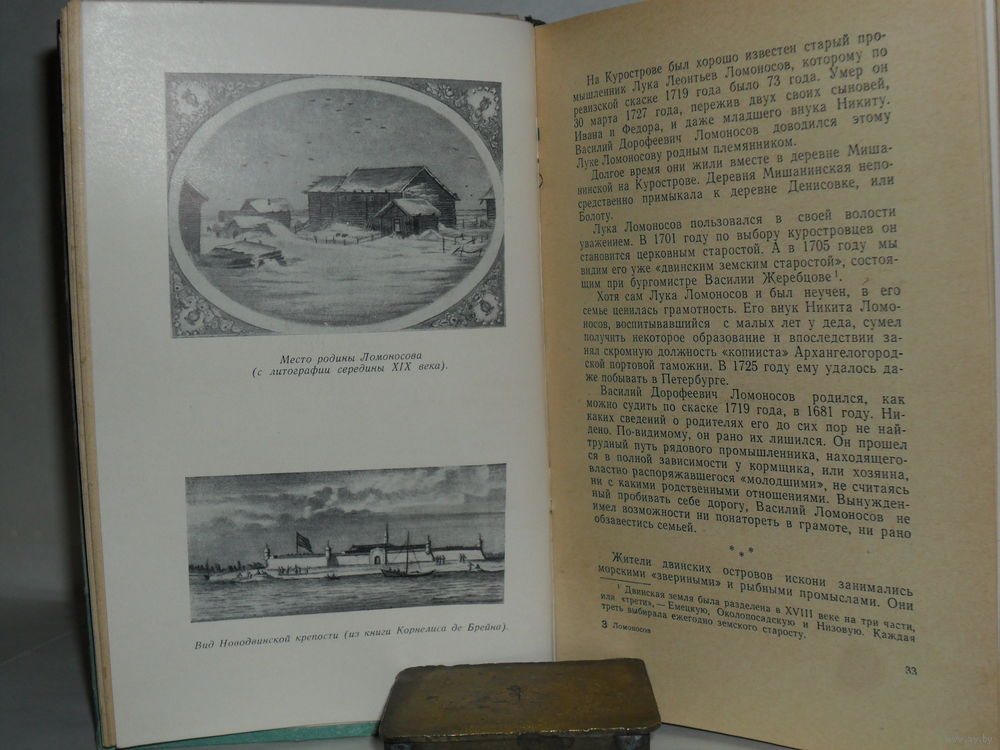 Место родины Ломоносова
(с литографии середины XIX века).
Вид Новодвинской крепости (из книги Корнелиса де Брейна).
На Курострове был хорошо известен старый про-
мышленник Лука Леонтьев Ломоносов, которому по
ревизской скаске 1719 года было 73 года. Умер он
30 марта 1727 года, пережив двух своих сыновей,
Ивана и Федора, и даже младшего внука Никиту.
Василий Дорофеевич Ломоносов доводился этому
Луке Ломоносову родным племянником.
Долгое время они жили вместе в деревне Миша-
нинской на Курострове. Деревня Мишанинская непо-
средственно примыкала к деревне Денисовке, или
Болоту.
Лука Ломоносов пользовался в своей волости
уважением. В 1701 году по выбору куростровцев он
становится церковным старостой. А в 1705 году мы
видим его уже «двинским земским старостой», состоя-
щим при бургомистре Василии Жеребцове¹.
Хотя сам Лука Ломоносов и был неучен, в его
семье ценилась грамотность. Его внук Никита Ломо-
носов, воспитывавшийся с малых лет у деда, сумел
получить некоторое образование и впоследствии за-
нял скромную должность «копииста» Архангелогород-
ской портовой таможни. В 1725 году ему удалось да-
же побывать в Петербурге.
Василий Дорофеевич Ломоносов родился, как
можно судить по скаске 1719 года, в 1681 году. Ни-
каких сведений о родителях его до сих пор не най-
дено. По-видимому, он рано их лишился. Он прошел
трудный путь рядового промышленника, находящего-
ся в полной зависимости у кормщика, или хозяина,
властно распоряжавшегося «молодшими», не считаясь
ни с какими родственными отношениями. Вынужден-
ный пробивать себе дорогу, Василий Ломоносов не
имел возможности ни понатореть в грамоте, ни рано
обзавестись семьей.
* * *
Жители двинских островов искони занимались
морскими «звериными» и рыбными промыслами. Они
¹ Двинская земля была разделена в XVIII веке на три части,
или «трети», — Емецкую, Околопосадскую и Низовую. Каждая
треть выбирала ежегодно земского старосту.
3 Ломоносов
33
www.ay.by